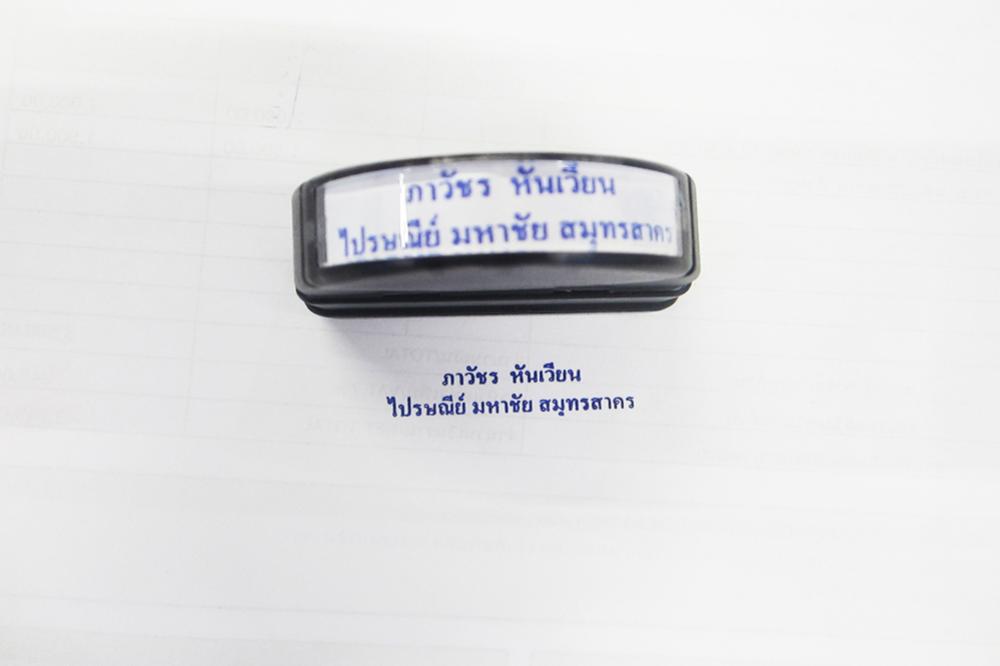 ภาวัชร หันเวียน
ไปรษณีย์ มหาชัย สมุทรสาคร
ภาวัชร หันเวียน
ไปรษณีย์ มหาชัย สมุทรสาคร